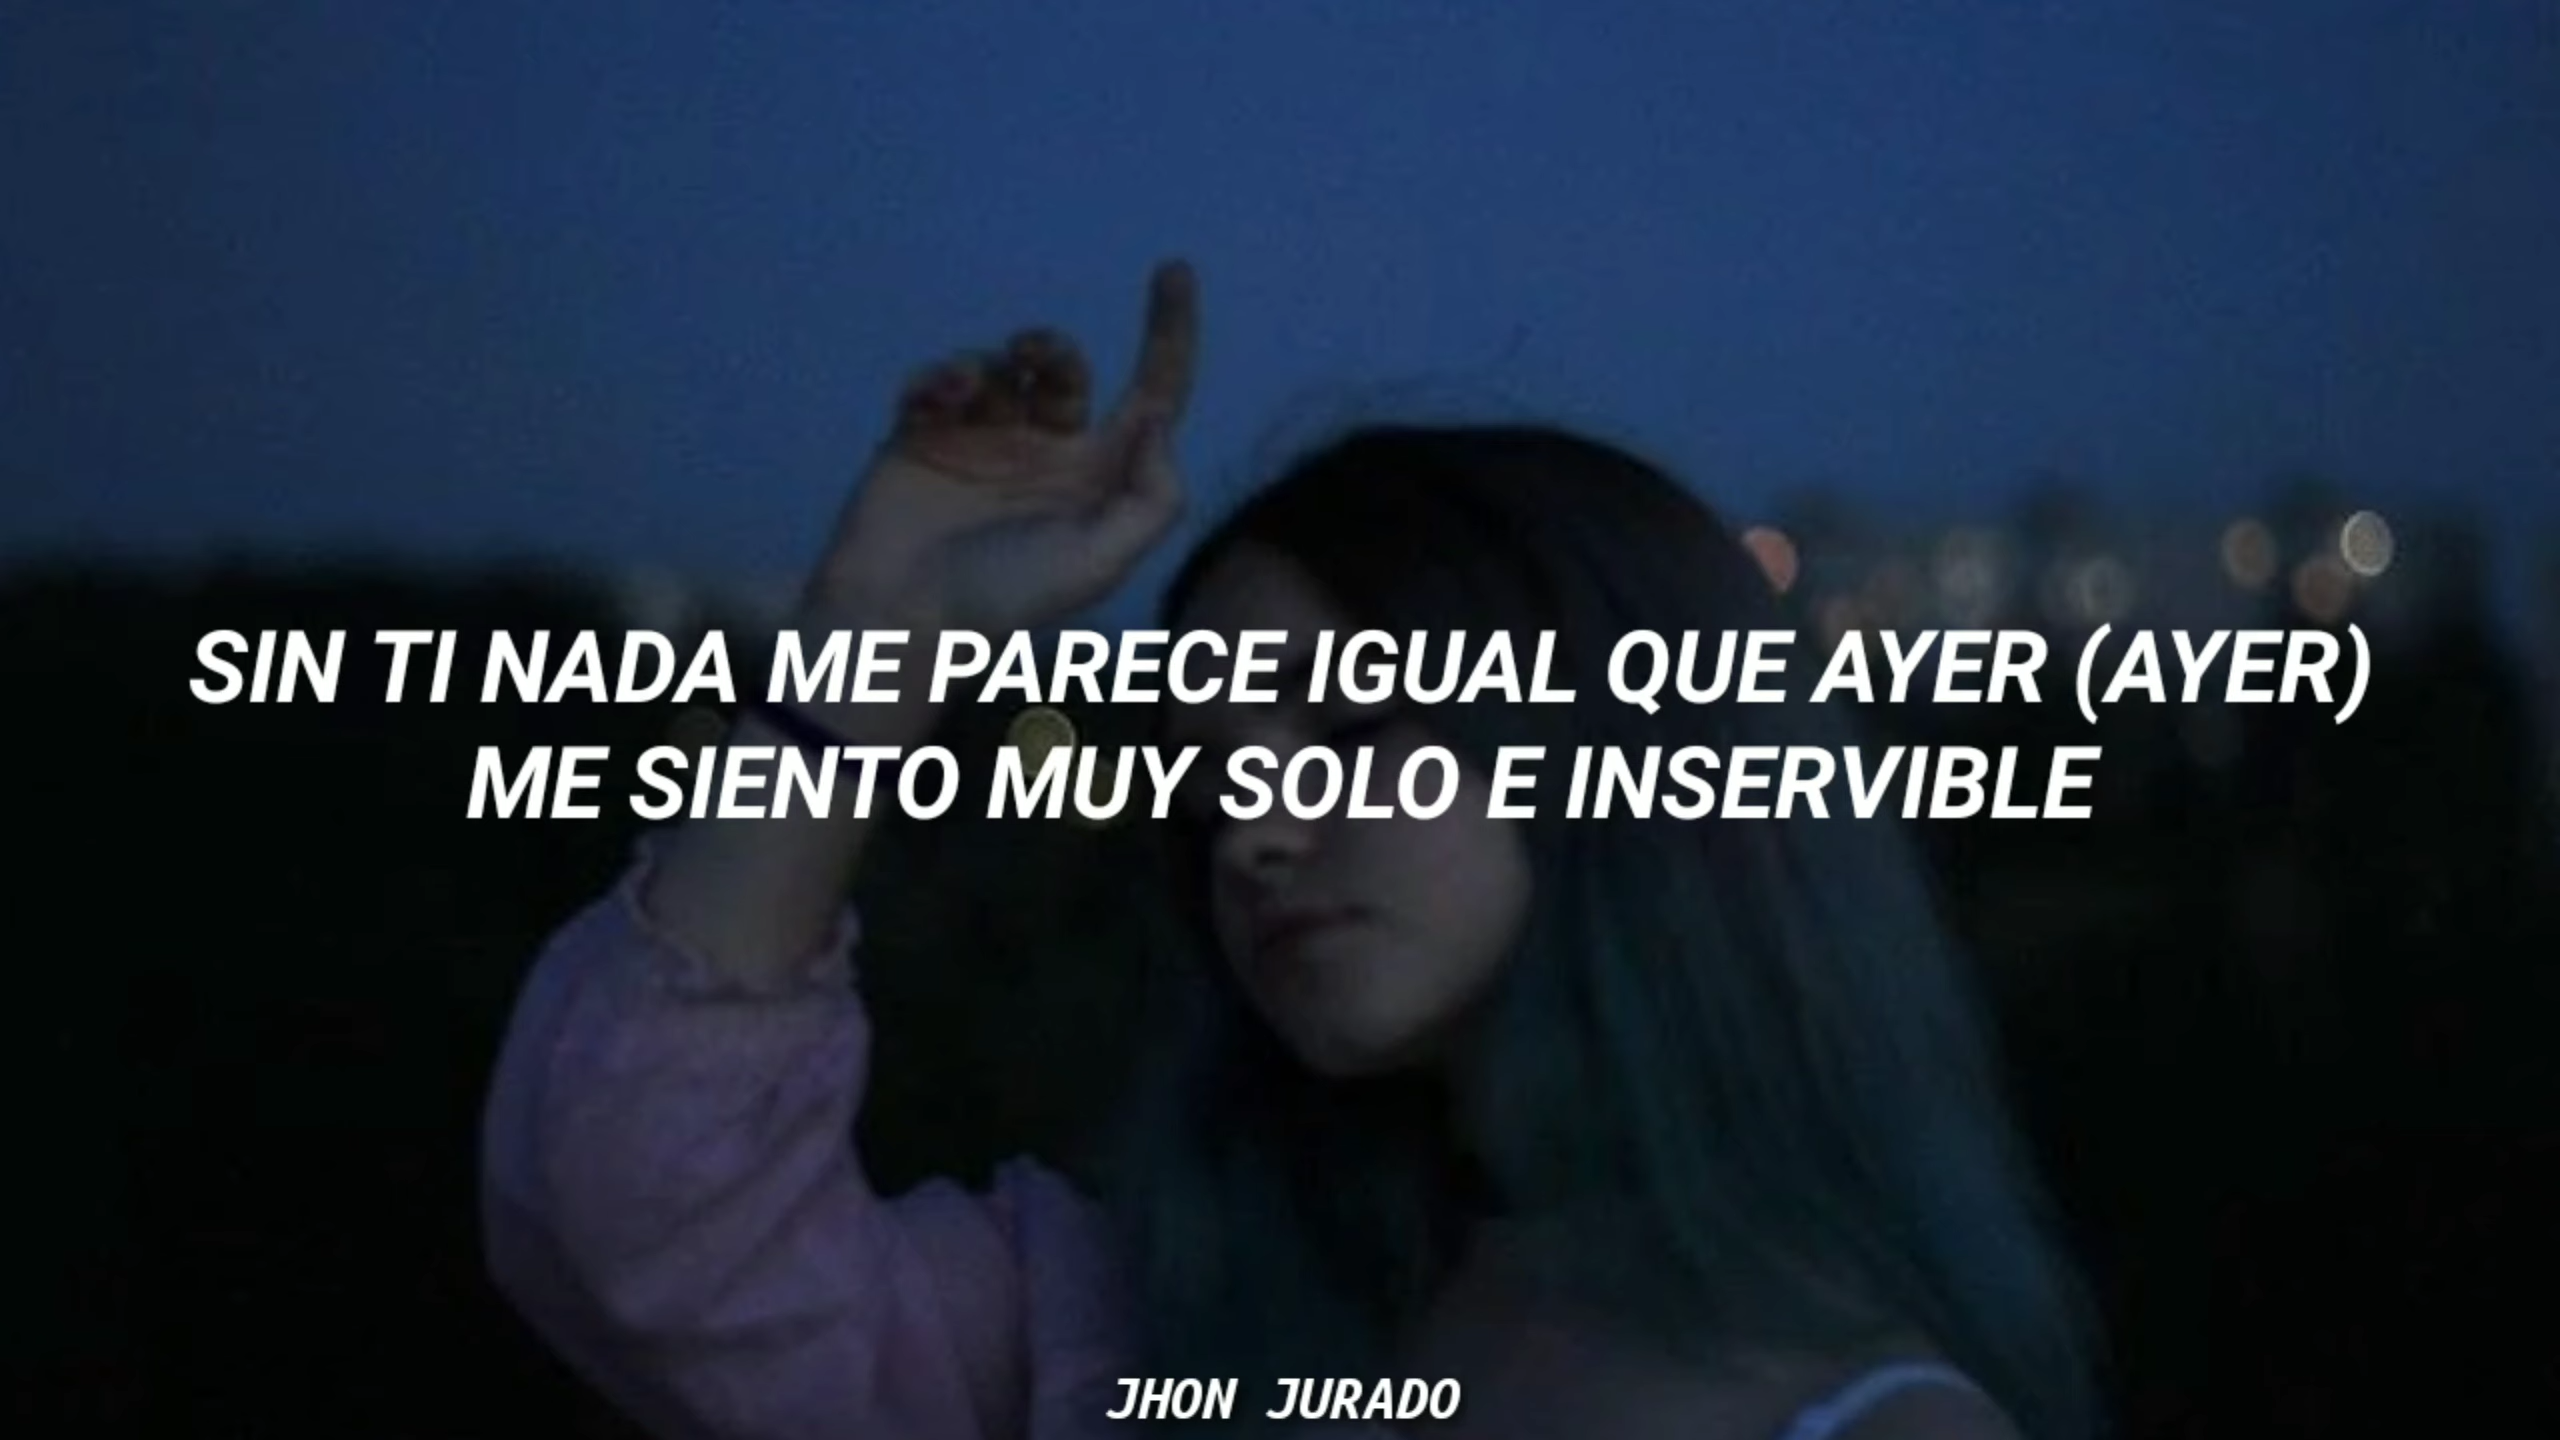 SIN TI NADA ME PARECE IGUAL QUE AYER (AYER)
ME SIENTO MUY SOLO E INSERVIBLE
JHON JURADO